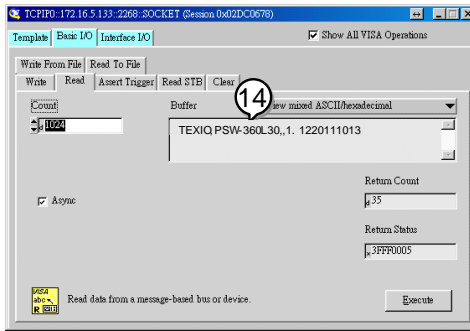 TCPIP0::172.16.5.133::2268::SOCKET (Session 0x02DC0678)
Template Basic I/O Interface I/O
Show All VISA Operations
Write From File Read To File
Write Read Assert Trigger Read STB Clear
Count Buffer 14 iew mixed ASCII/hexadecimal
d 1024
TEXIO, PSW-360L30,,1. 1220111013
Return Count
d 35
Async
Return Status
x 3FFF0005
VISA
abc
R
Read data from a message-based bus or device.
Execute